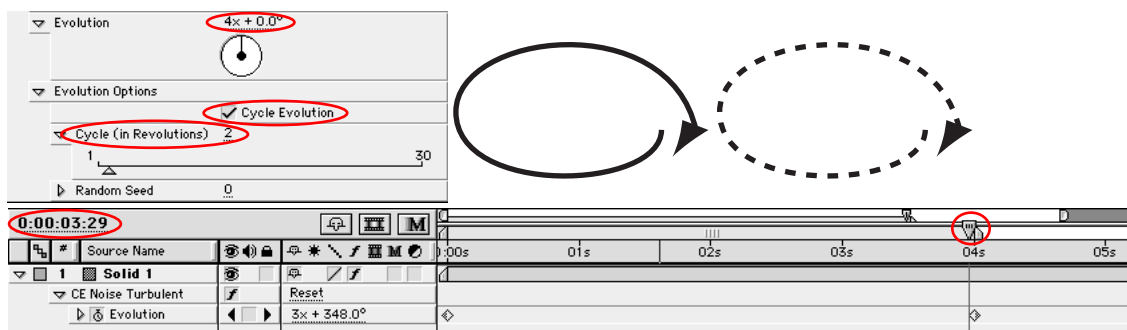 Evolution 4x + 0.0°
Evolution Options
Cycle Evolution
Cycle (in Revolutions) 2
1 30
Random Seed 0
0:00:03:29 M
# Source Name f M ):00s 01s 02s 03s 04s 05s
1 Solid 1 f
CE Noise Turbulent f Reset
Evolution 3x + 348.0°